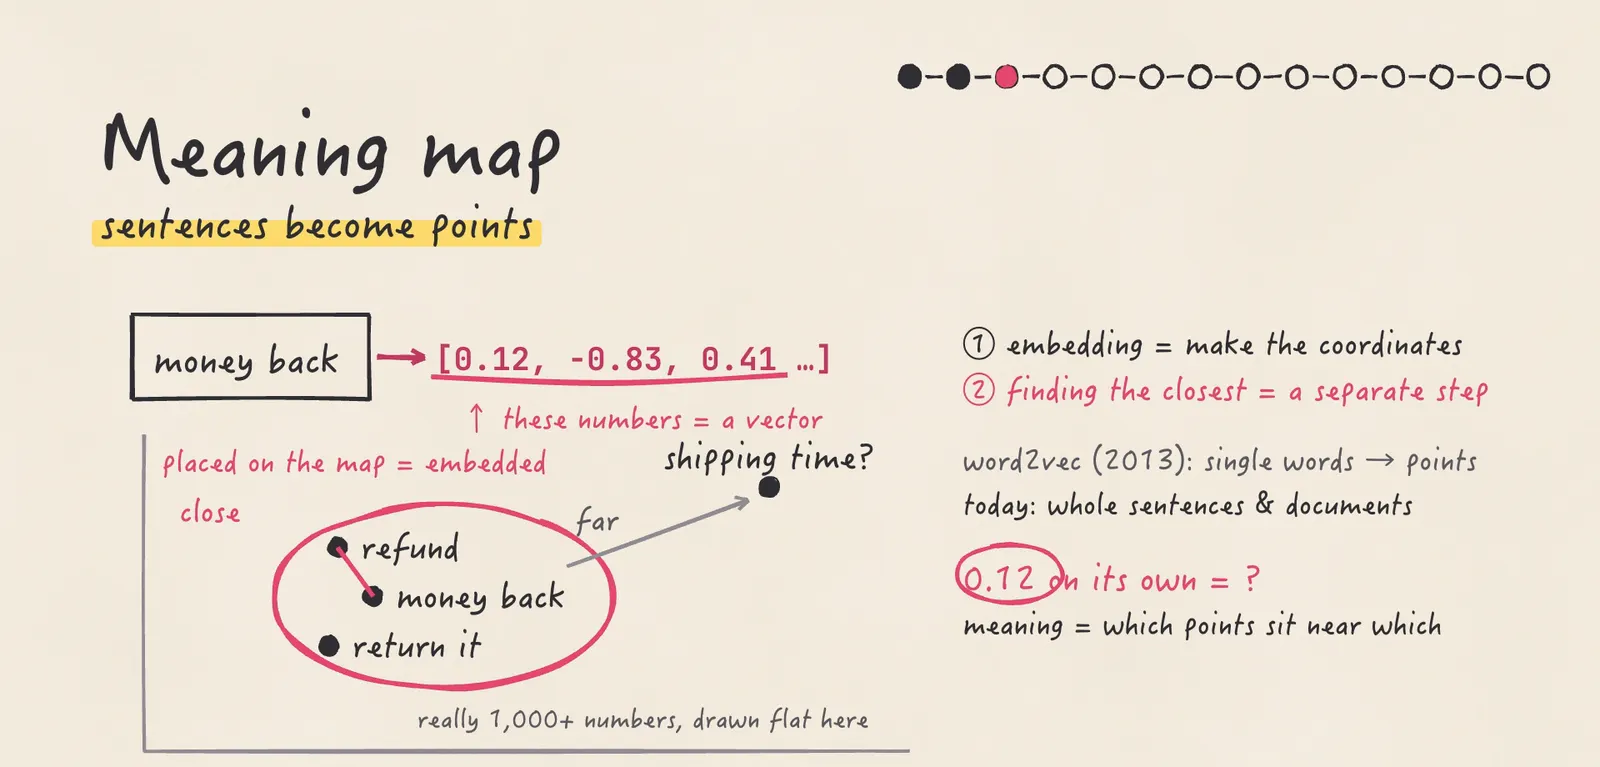 Meaning map
sentences become points
money back
[0.12, -0.83, 0.41 …]
↑ these numbers = a vector
placed on the map = embedded
close
shipping time?
far
refund
money back
return it
really 1,000+ numbers, drawn flat here
① embedding = make the coordinates
② finding the closest = a separate step
word2vec (2013): single words → points
today: whole sentences & documents
0.12 on its own = ?
meaning = which points sit near which